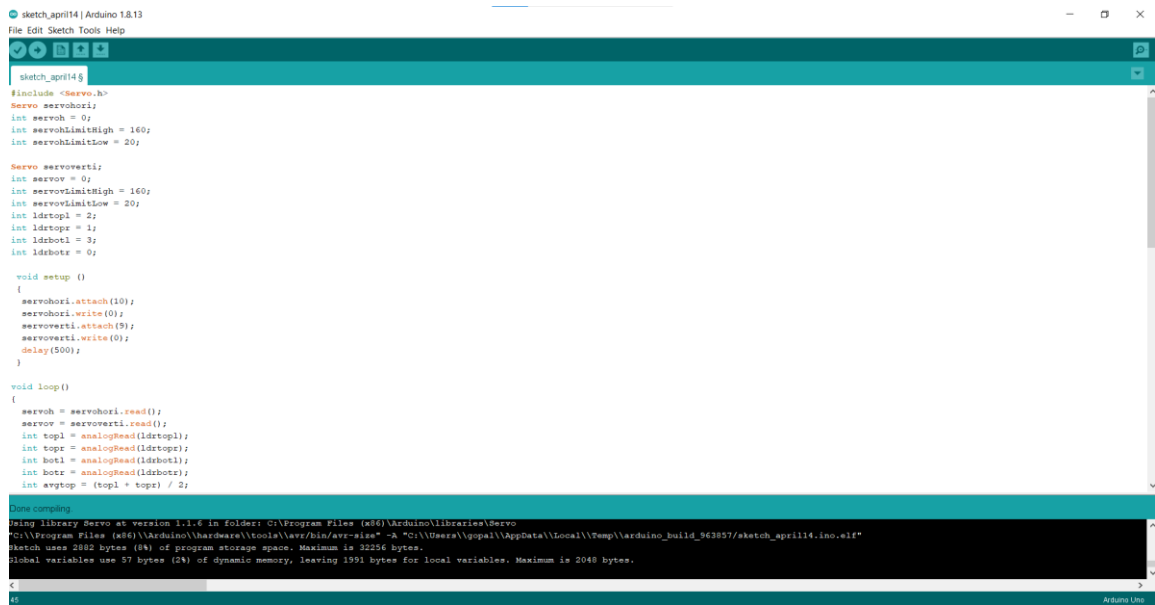 sketch_april14 | Arduino 1.8.13
File Edit Sketch Tools Help
sketch_april14 §
#include <Servo.h>
Servo servohori;
int servoh = 0;
int servohLimitHigh = 160;
int servohLimitLow = 20;
Servo servoverti;
int servov = 0;
int servovLimitHigh = 160;
int servovLimitLow = 20;
int ldrtopl = 2;
int ldrtopr = 1;
int ldrbotl = 3;
int ldrbotr = 0;
void setup ()
{
servohori.attach(10);
servohori.write(0);
servoverti.attach(9);
servoverti.write(0);
delay(500);
}
void loop()
{
servoh = servohori.read();
servov = servoverti.read();
int topl = analogRead(ldrtopl);
int topr = analogRead(ldrtopr);
int botl = analogRead(ldrbotl);
int botr = analogRead(ldrbotr);
int avgtop = (topl + topr) / 2;
Done compiling.
Using library Servo at version 1.1.6 in folder: C:\Program Files (x86)\Arduino\libraries\Servo
"C:\\Program Files (x86)\\Arduino\\hardware\\tools\\avr/bin/avr-size" -A "C:\\Users\\gopal\\AppData\\Local\\Temp\\arduino_build_963857/sketch_april14.ino.elf"
Sketch uses 2882 bytes (8%) of program storage space. Maximum is 32256 bytes.
Global variables use 57 bytes (2%) of dynamic memory, leaving 1991 bytes for local variables. Maximum is 2048 bytes.
45 Arduino Uno